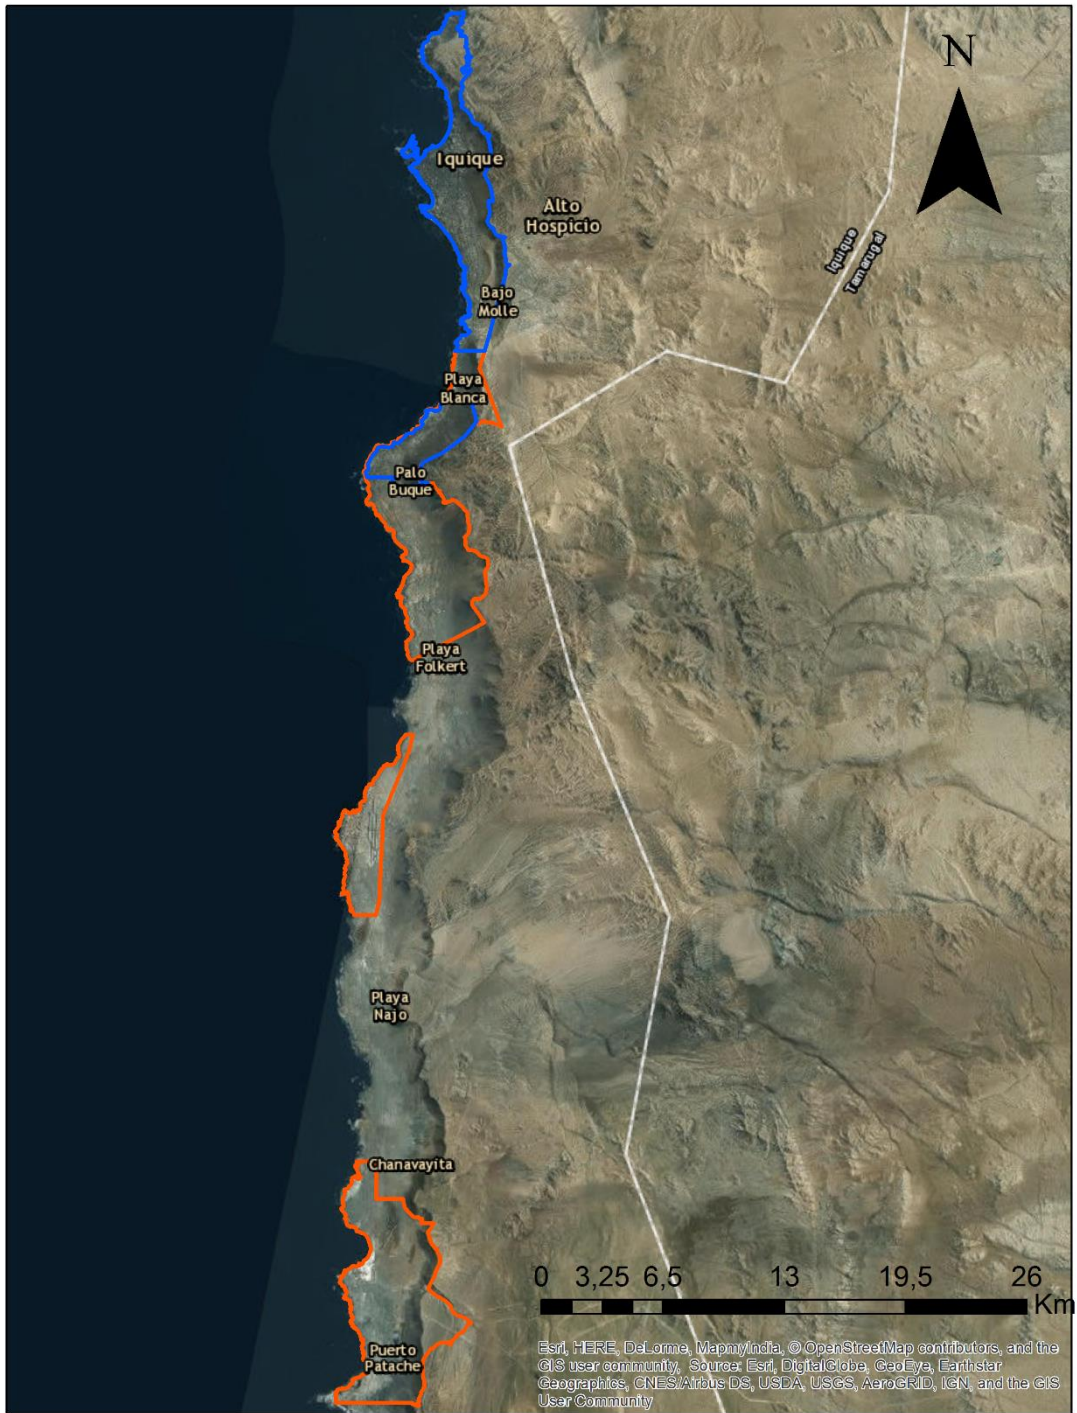 N
Iquique
Alto
Hospicio
Iquique
Tamarugal
Bajo
Molle
Playa
Blanca
Palo
Buque
Playa
Folkert
Playa
Najo
Chanavayita
0 3,25 6,5 13 19,5 26
Km
Puerto
Patache
Esri, HERE, DeLorme, MapmyIndia, © OpenStreetMap contributors, and the
GIS user community, Source: Esri, DigitalGlobe, GeoEye, Earthstar
Geographics, CNES/Airbus DS, USDA, USGS, AeroGRID, IGN, and the GIS
User Community